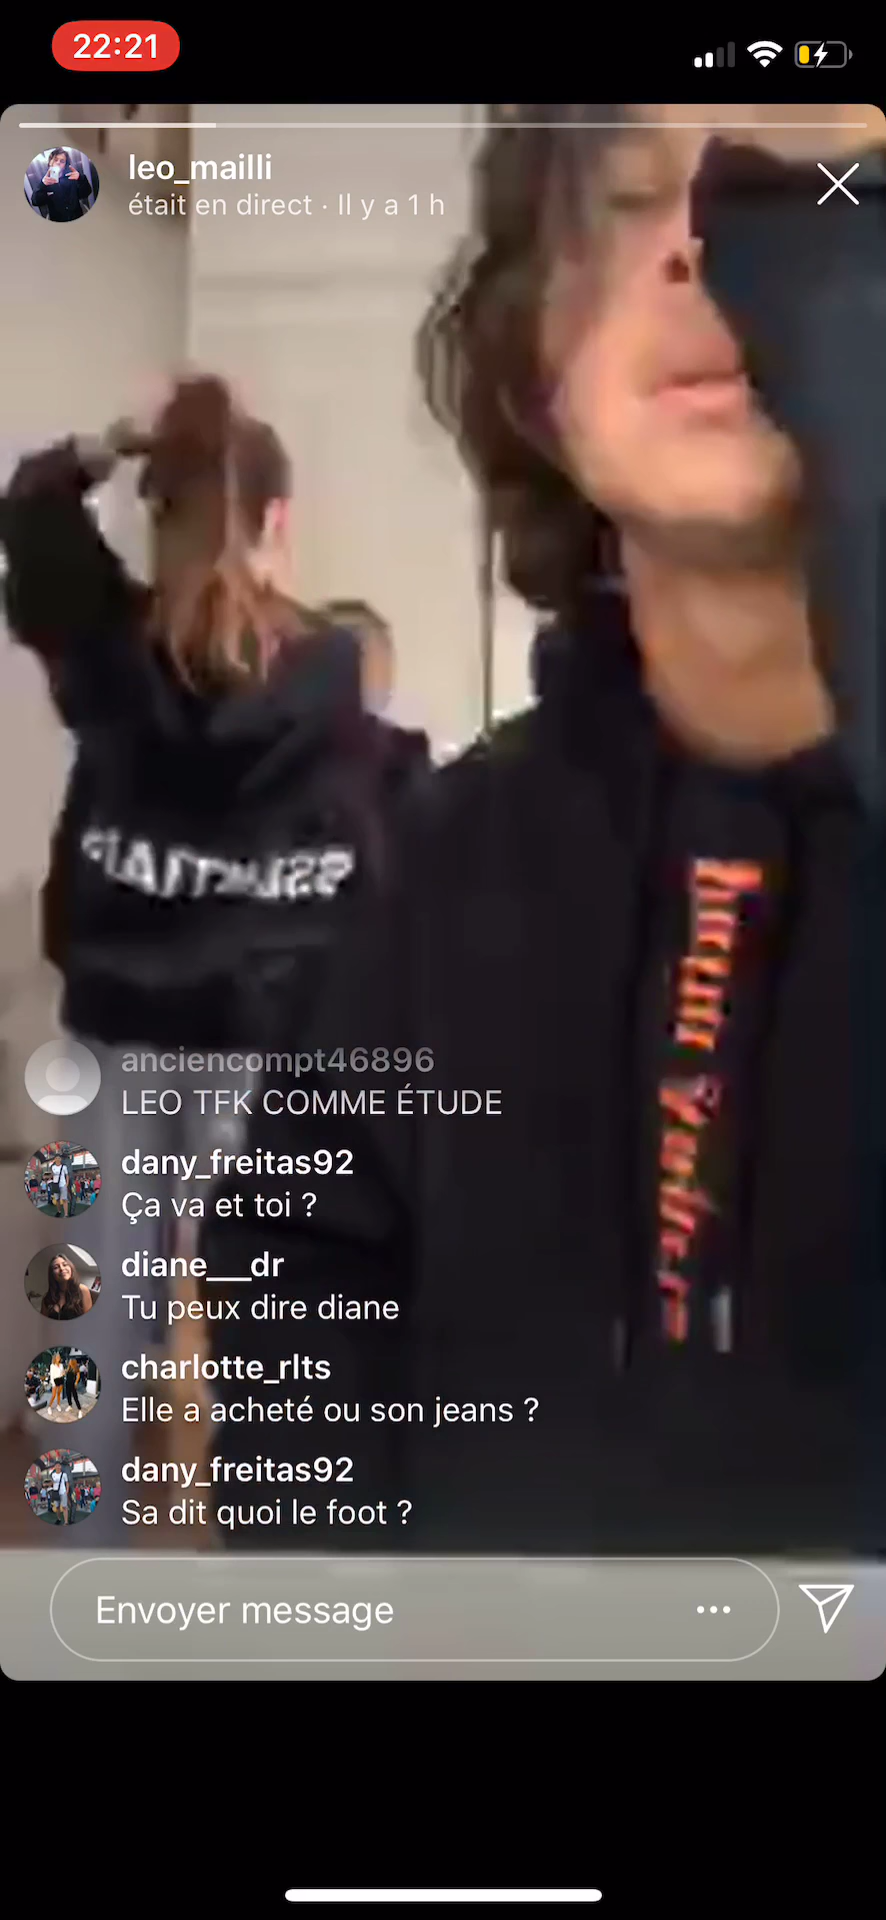 22:21
leo_mailli
était en direct · Il y a 1 h
anciencompt46896
LEO TFK COMME ÉTUDE
dany_freitas92
Ça va et toi ?
diane___dr
Tu peux dire diane
charlotte_rlts
Elle a acheté ou son jeans ?
dany_freitas92
Sa dit quoi le foot ?
Envoyer message